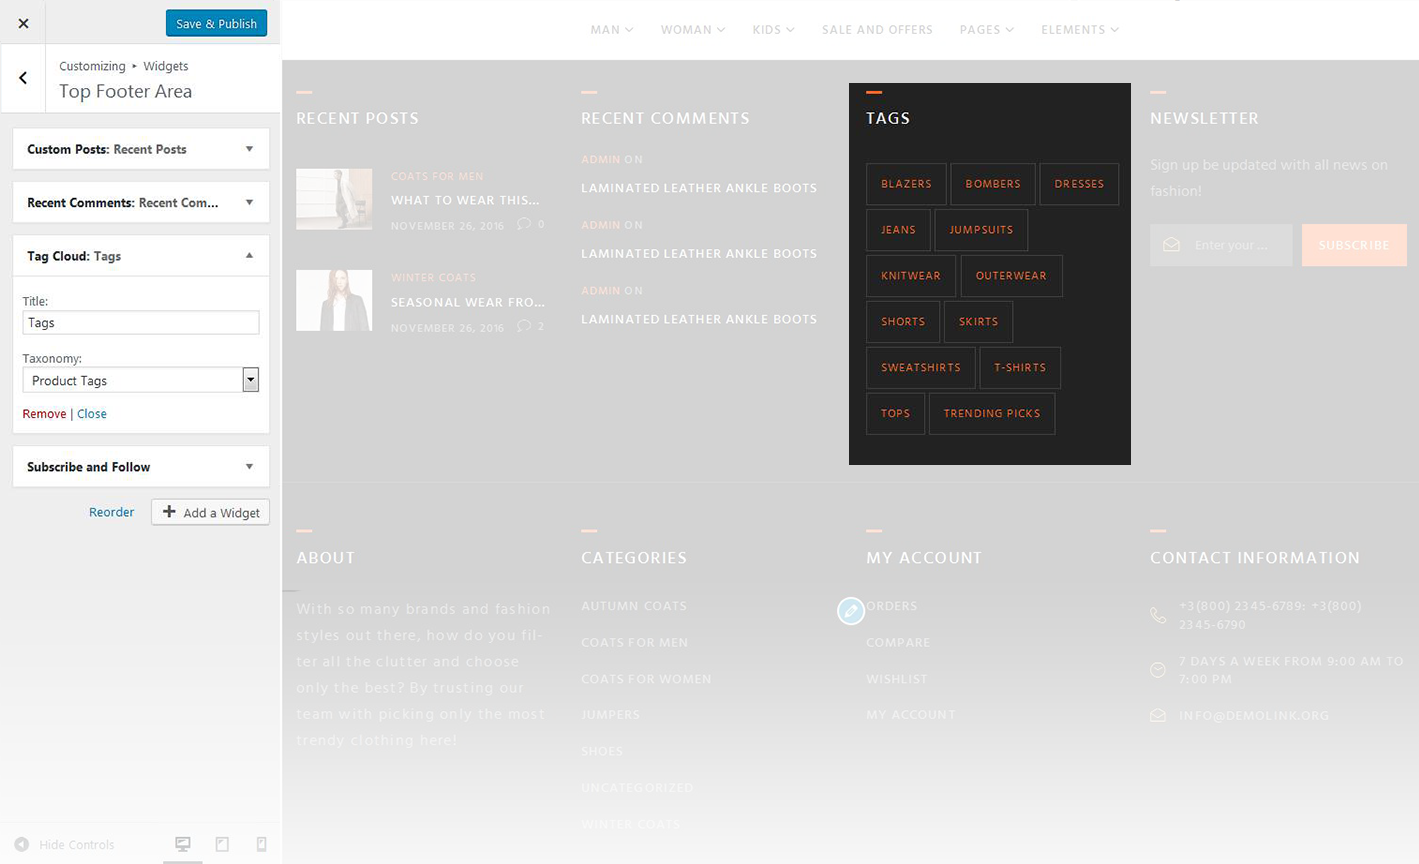 Save & Publish
Customizing ▸ Widgets
Top Footer Area
Custom Posts: Recent Posts
Recent Comments: Recent Com...
Tag Cloud: Tags
Title:
Tags
Taxonomy:
Product Tags
Remove | Close
Subscribe and Follow
Reorder
Add a Widget
Hide Controls
MAN
WOMAN
KIDS
SALE AND OFFERS
PAGES
ELEMENTS
RECENT POSTS
COATS FOR MEN
WHAT TO WEAR THIS...
NOVEMBER 26, 2016 0
WINTER COATS
SEASONAL WEAR FRO...
NOVEMBER 26, 2016 2
RECENT COMMENTS
ADMIN ON
LAMINATED LEATHER ANKLE BOOTS
ADMIN ON
LAMINATED LEATHER ANKLE BOOTS
ADMIN ON
LAMINATED LEATHER ANKLE BOOTS
TAGS
BLAZERS BOMBERS DRESSES
JEANS JUMPSUITS
KNITWEAR OUTERWEAR
SHORTS SKIRTS
SWEATSHIRTS T-SHIRTS
TOPS TRENDING PICKS
NEWSLETTER
Sign up be updated with all news on
fashion!
Enter your ...
SUBSCRIBE
ABOUT
With so many brands and fashion
styles out there, how do you fil-
ter all the clutter and choose
only the best? By trusting our
team with picking only the most
trendy clothing here!
CATEGORIES
AUTUMN COATS
COATS FOR MEN
COATS FOR WOMEN
JUMPERS
SHOES
UNCATEGORIZED
WINTER COATS
MY ACCOUNT
ORDERS
COMPARE
WISHLIST
MY ACCOUNT
CONTACT INFORMATION
+3(800) 2345-6789; +3(800)
2345-6790
7 DAYS A WEEK FROM 9:00 AM TO
7:00 PM
INFO@DEMOLINK.ORG